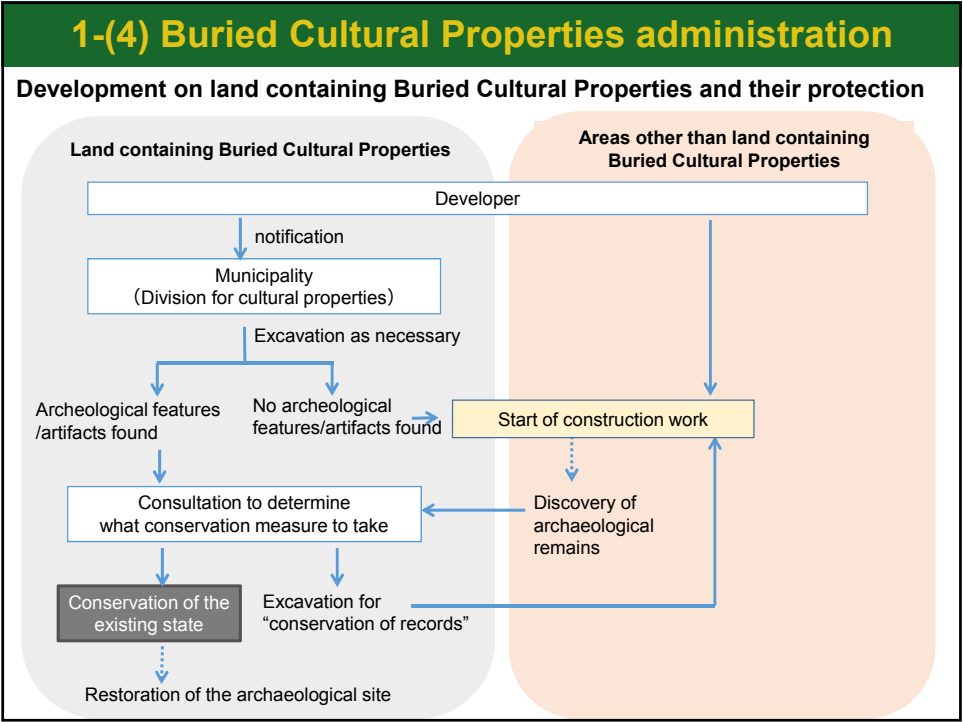 1-(4) Buried Cultural Properties administration
Development on land containing Buried Cultural Properties and their protection
Land containing Buried Cultural Properties
Areas other than land containing
Buried Cultural Properties
Developer
notification
Municipality
（Division for cultural properties）
Excavation as necessary
Archeological features
/artifacts found
No archeological
features/artifacts found
Start of construction work
Consultation to determine
what conservation measure to take
Discovery of
archaeological
remains
Conservation of the
existing state
Excavation for
“conservation of records”
Restoration of the archaeological site